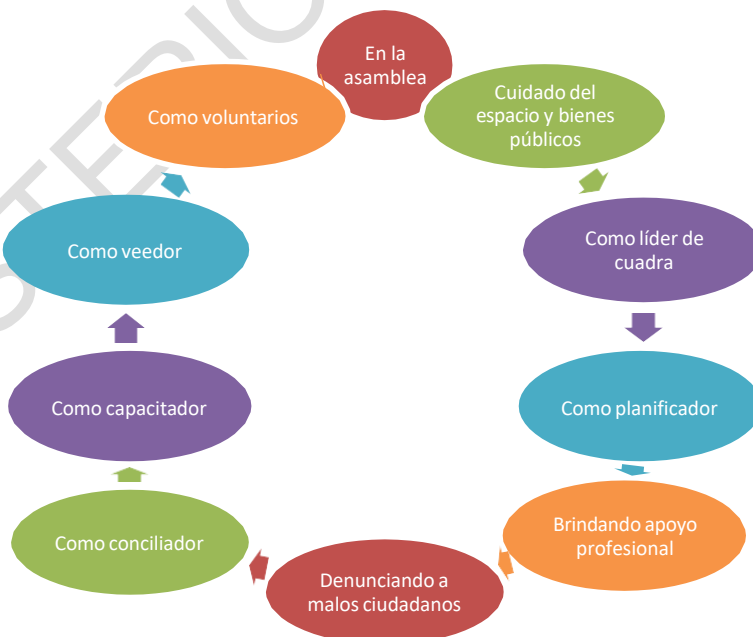 En la
asamblea
Cuidado del
espacio y bienes
públicos
Como líder de
cuadra
Como planificador
Brindando apoyo
profesional
Denunciando a
malos ciudadanos
Como conciliador
Como capacitador
Como veedor
Como voluntarios